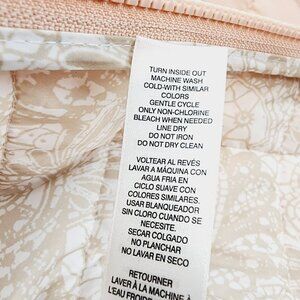 TURN INSIDE OUT
MACHINE WASH
COLD-WITH SIMILAR
COLORS
GENTLE CYCLE
ONLY NON-CHLORINE
BLEACH WHEN NEEDED
LINE DRY
DO NOT IRON
DO NOT DRY CLEAN
VOLTEAR AL REVÉS
LAVAR A MÁQUINA CON
AGUA FRIA EN
CICLO SUAVE CON
COLORES SIMILARES.
USAR BLANQUEADOR
SIN CLORO CUANDO SE
NECESITE.
SECAR COLGADO
NO PLANCHAR
NO LAVAR EN SECO
RETOURNER
LAVER À LA MACHINE À
L'EAU FROIDE